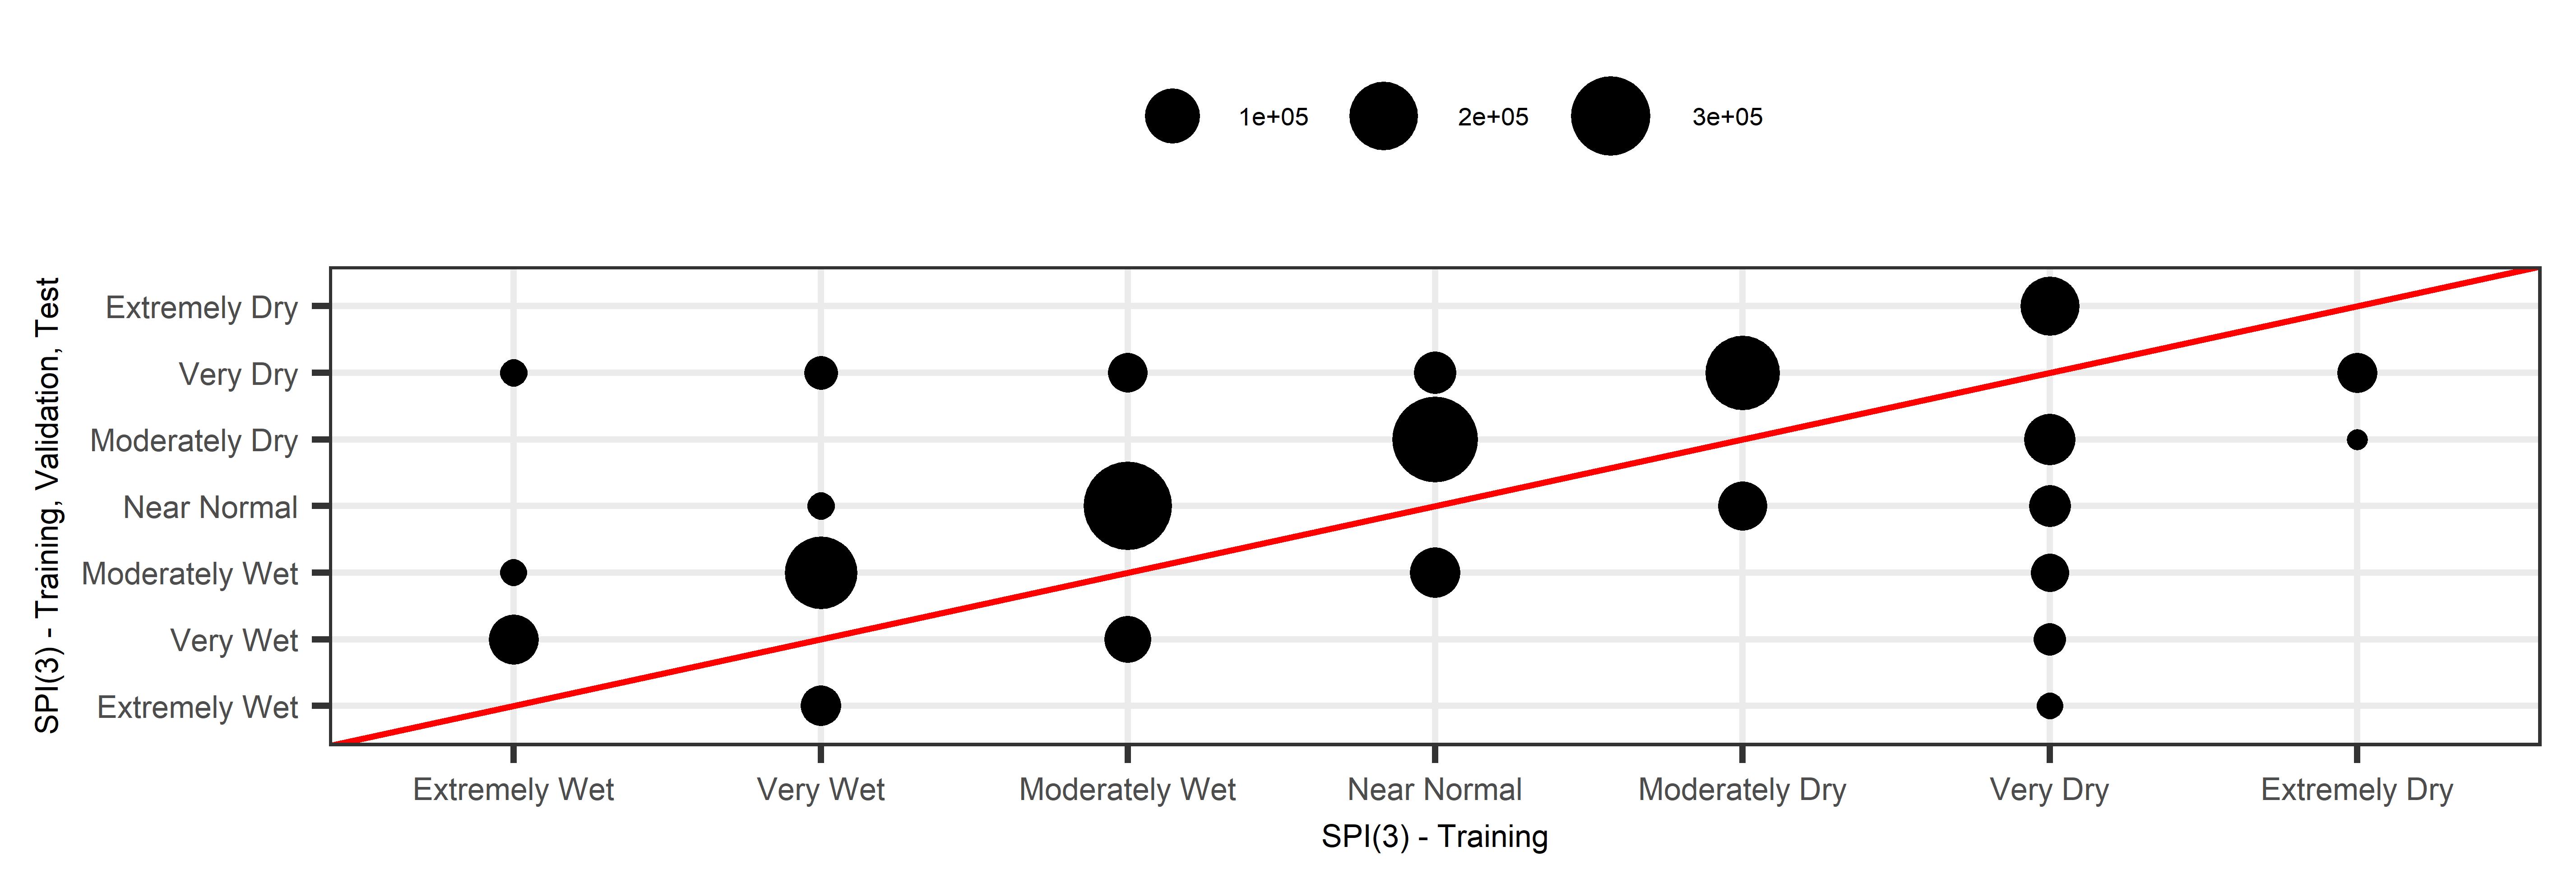 1e+05 2e+05 3e+05
SPI(3) - Training, Validation, Test
Extremely Dry
Very Dry
Moderately Dry
Near Normal
Moderately Wet
Very Wet
Extremely Wet
Extremely Wet Very Wet Moderately Wet Near Normal Moderately Dry Very Dry Extremely Dry
SPI(3) - Training